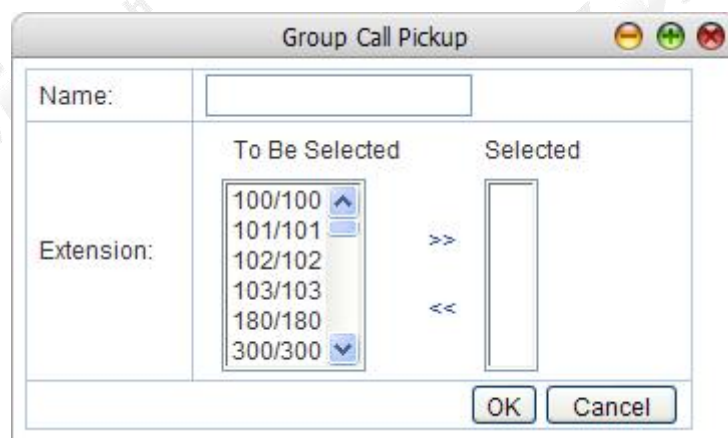 Group Call Pickup
Name:
To Be Selected Selected
Extension:
100/100
101/101
102/102
103/103
180/180
300/300
>>
<<
OK Cancel